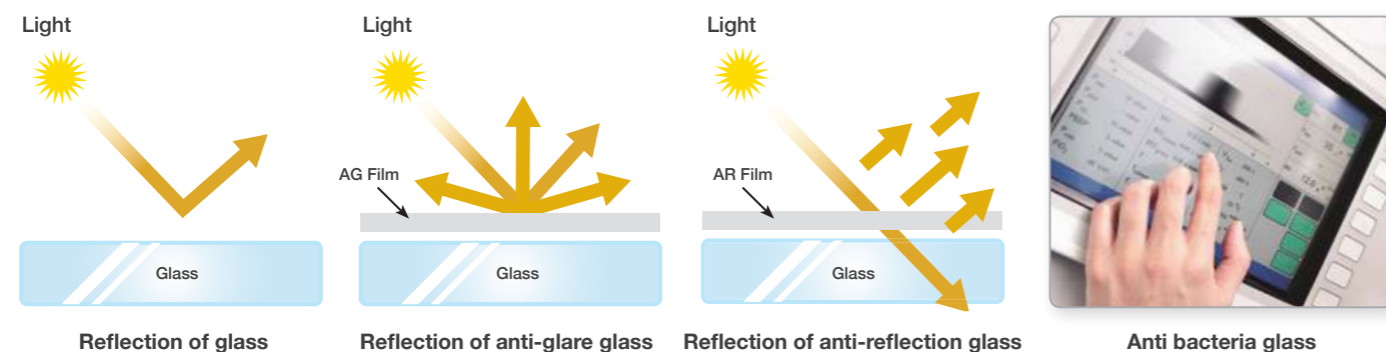 Light
Light
Light
AG Film
AR Film
Glass
Glass
Glass
Reflection of glass
Reflection of anti-glare glass
Reflection of anti-reflection glass
Anti bacteria glass